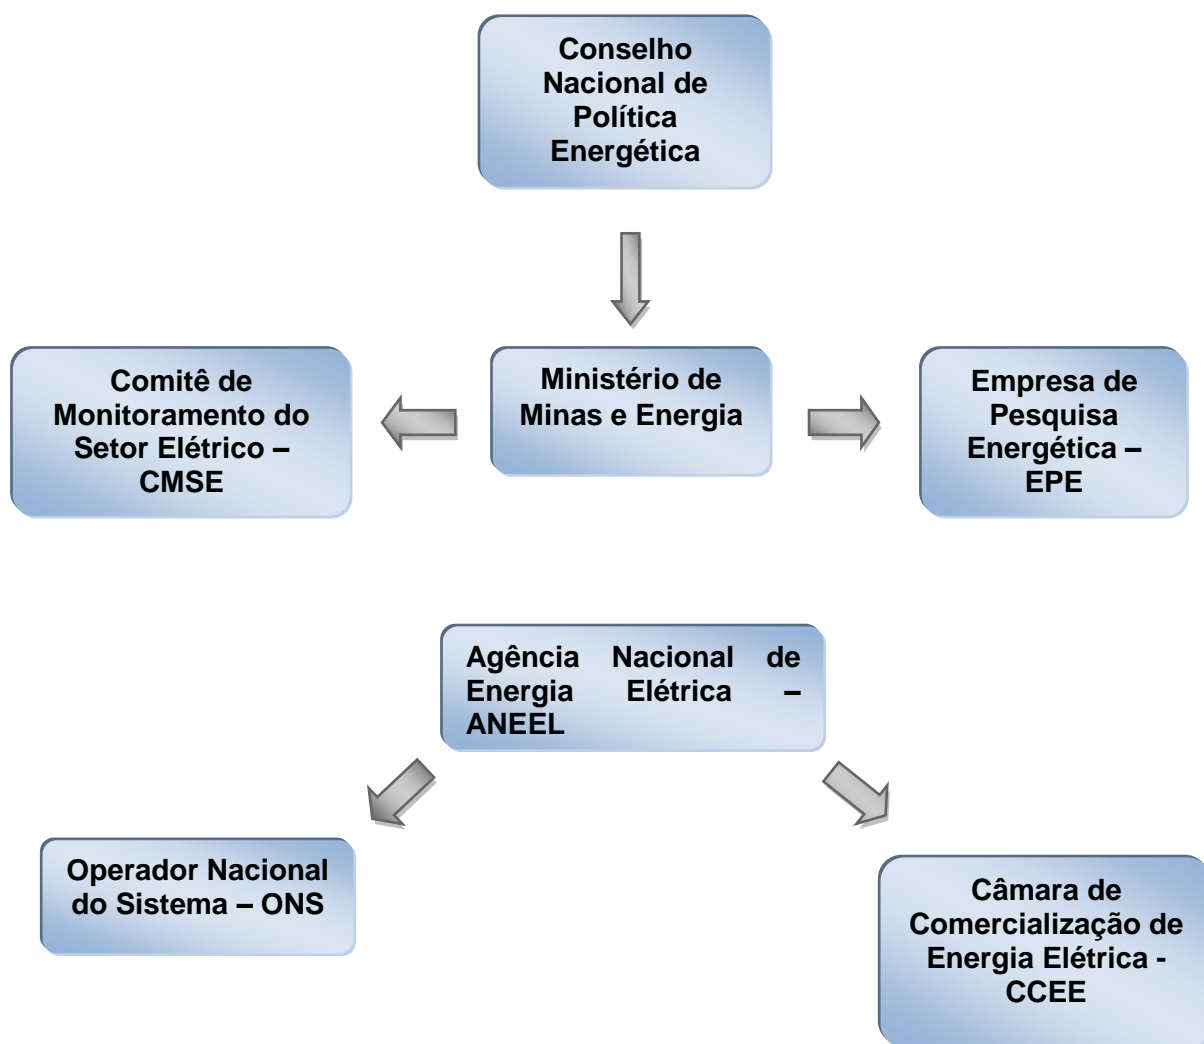 Conselho
Nacional de
Política
Energética
Comitê de
Monitoramento do
Setor Elétrico –
CMSE
Ministério de
Minas e Energia
Empresa de
Pesquisa
Energética –
EPE
Agência Nacional de
Energia Elétrica –
ANEEL
Operador Nacional
do Sistema – ONS
Câmara de
Comercialização de
Energia Elétrica -
CCEE